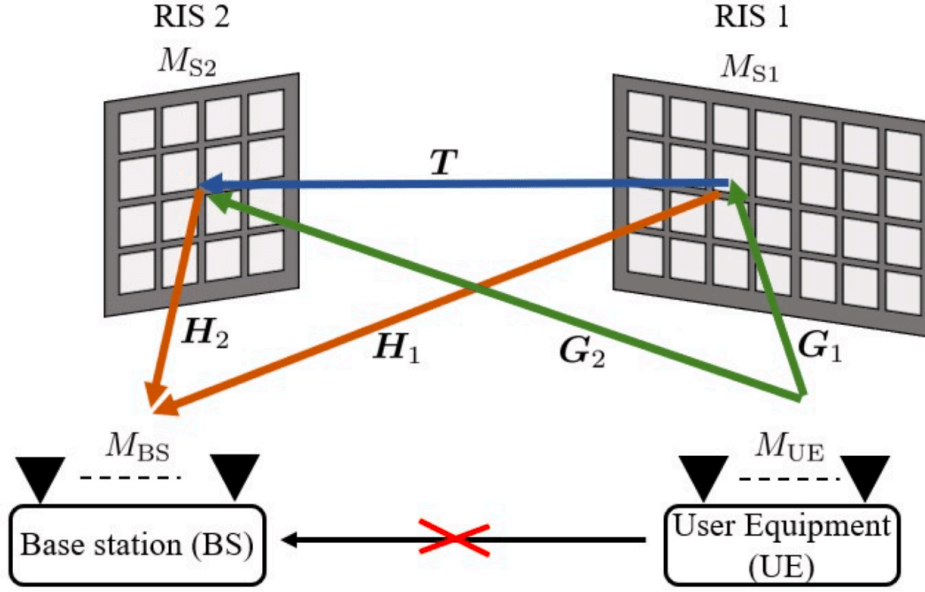 RIS 2
RIS 1
M_S2
M_S1
T
H_2
H_1
G_2
G_1
M_BS
M_UE
Base station (BS)
User Equipment
(UE)